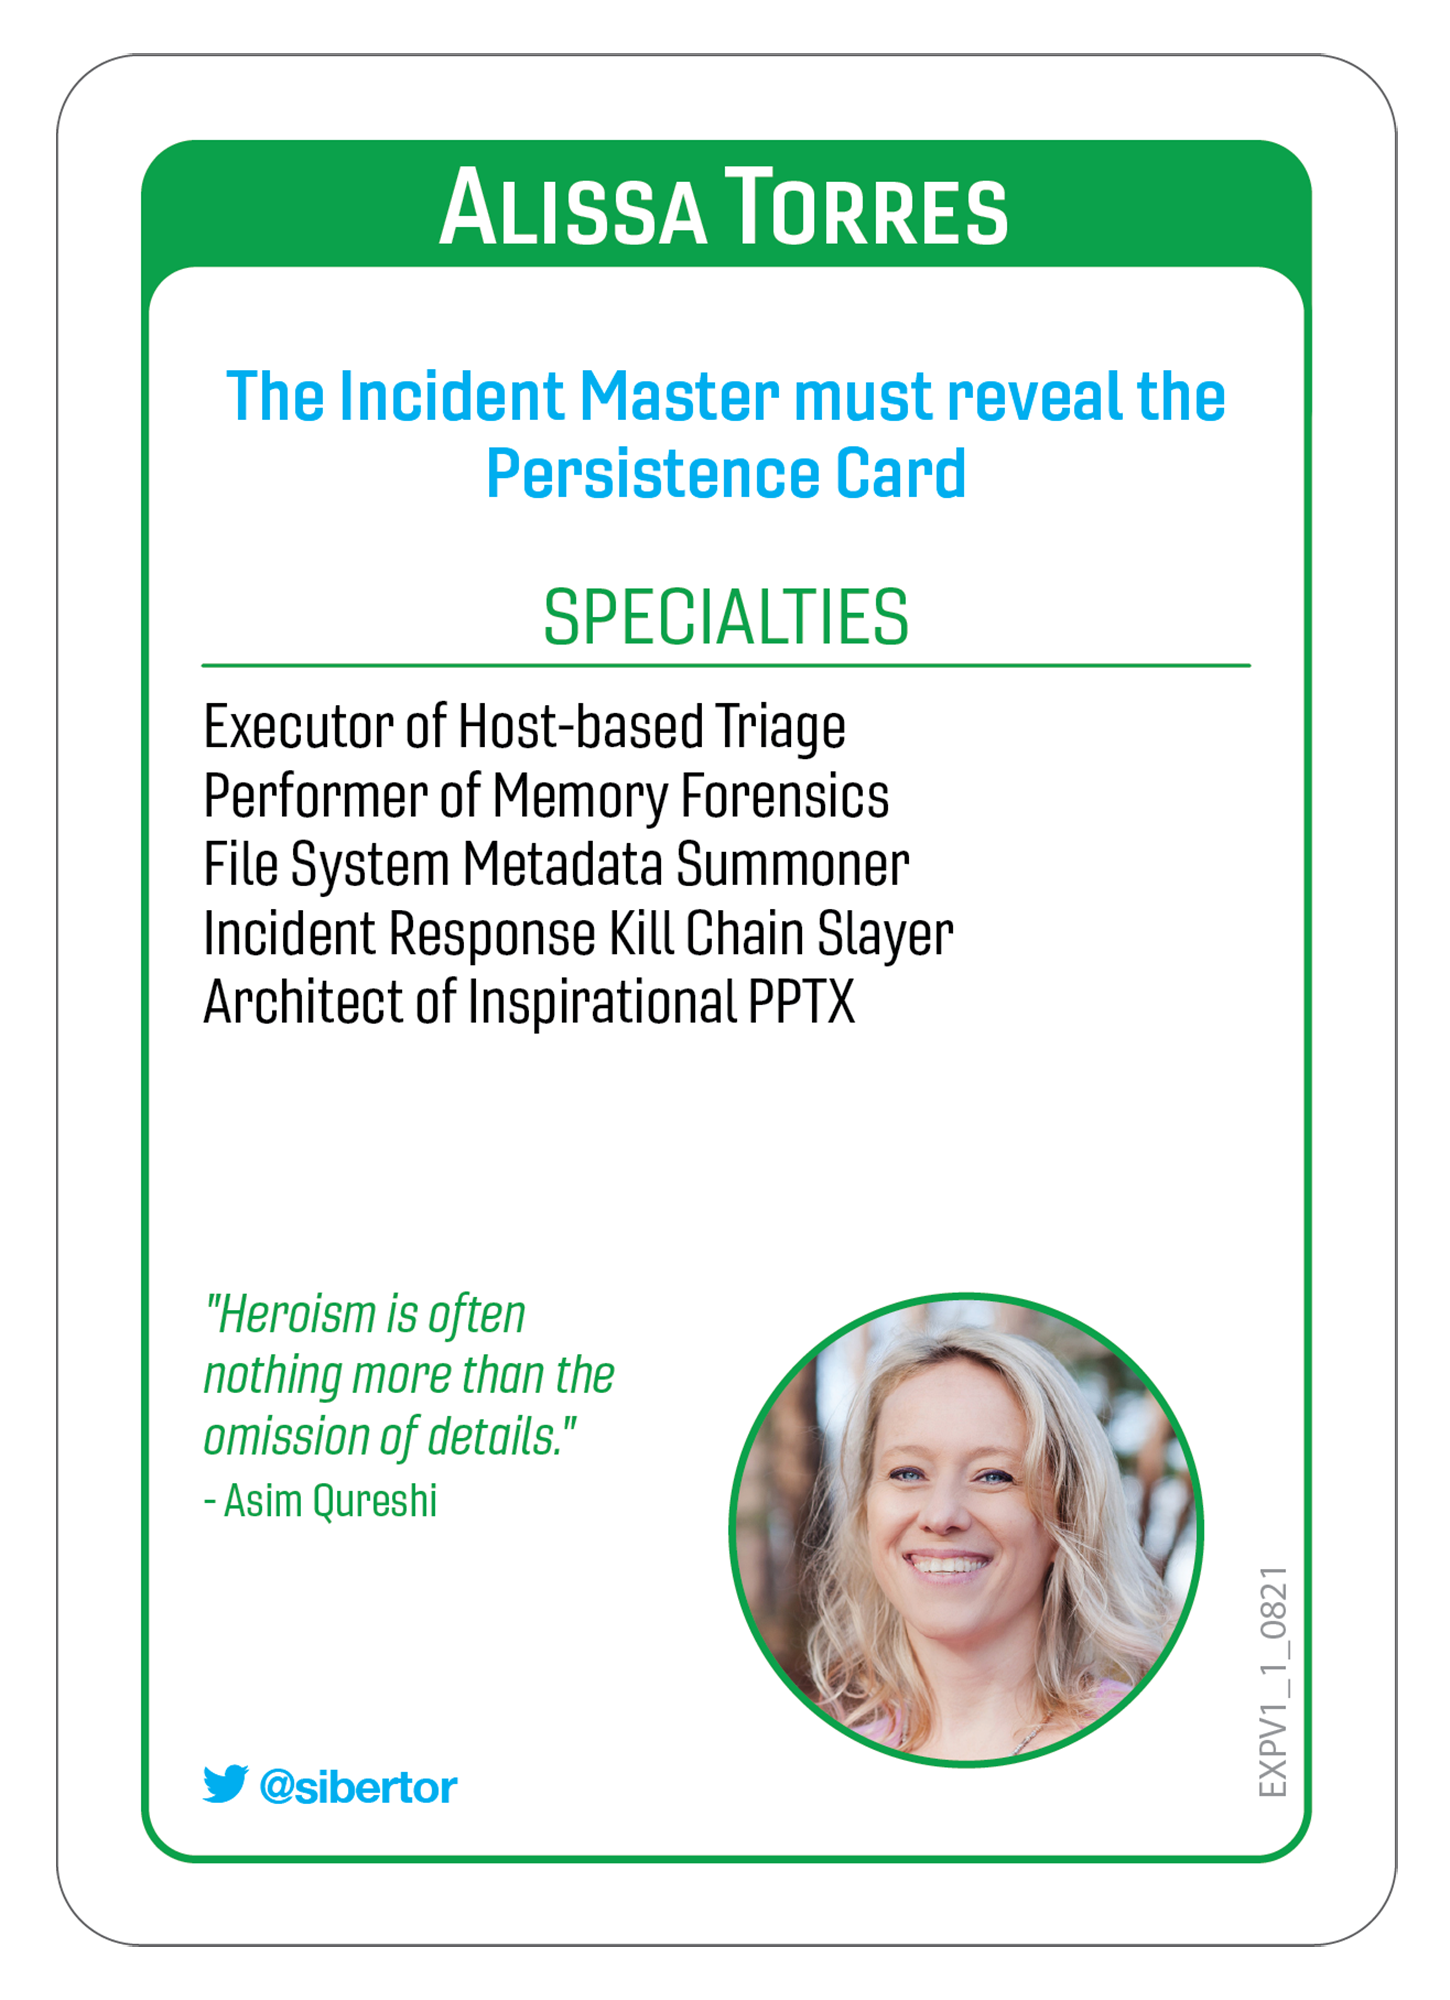 ALISSA TORRES
The Incident Master must reveal the
Persistence Card
SPECIALTIES
Executor of Host-based Triage
Performer of Memory Forensics
File System Metadata Summoner
Incident Response Kill Chain Slayer
Architect of Inspirational PPTX
"Heroism is often
nothing more than the
omission of details."
- Asim Qureshi
@sibertor
EXPV1_1_0821